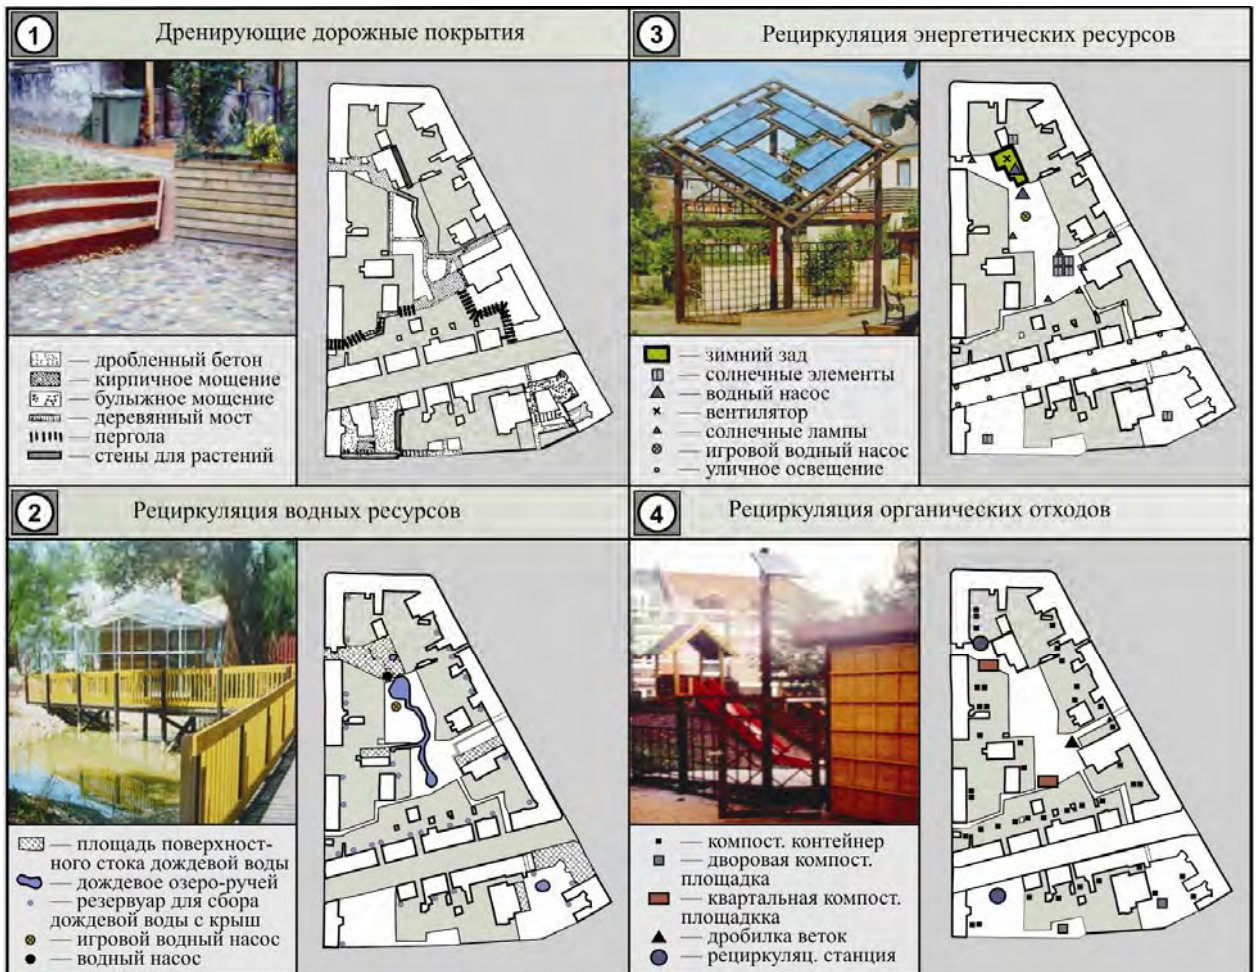 1
Дренирующие дорожные покрытия
— дробленный бетон
— кирпичное мощение
— булыжное мощение
— деревянный мост
— пергола
— стены для растений
2
Рециркуляция водных ресурсов
— площадь поверхност-
ного стока дождевой воды
— дождевое озеро-ручей
— резервуар для сбора
дождевой воды с крыш
— игровой водный насос
— водный насос
3
Рециркуляция энергетических ресурсов
— зимний зад
— солнечные элементы
— водный насос
— вентилятор
— солнечные лампы
— игровой водный насос
— уличное освещение
4
Рециркуляция органических отходов
— компост. контейнер
— дворовая компост.
площадка
— квартальная компост.
площадкка
— дробилка веток
— рециркуляц. станция